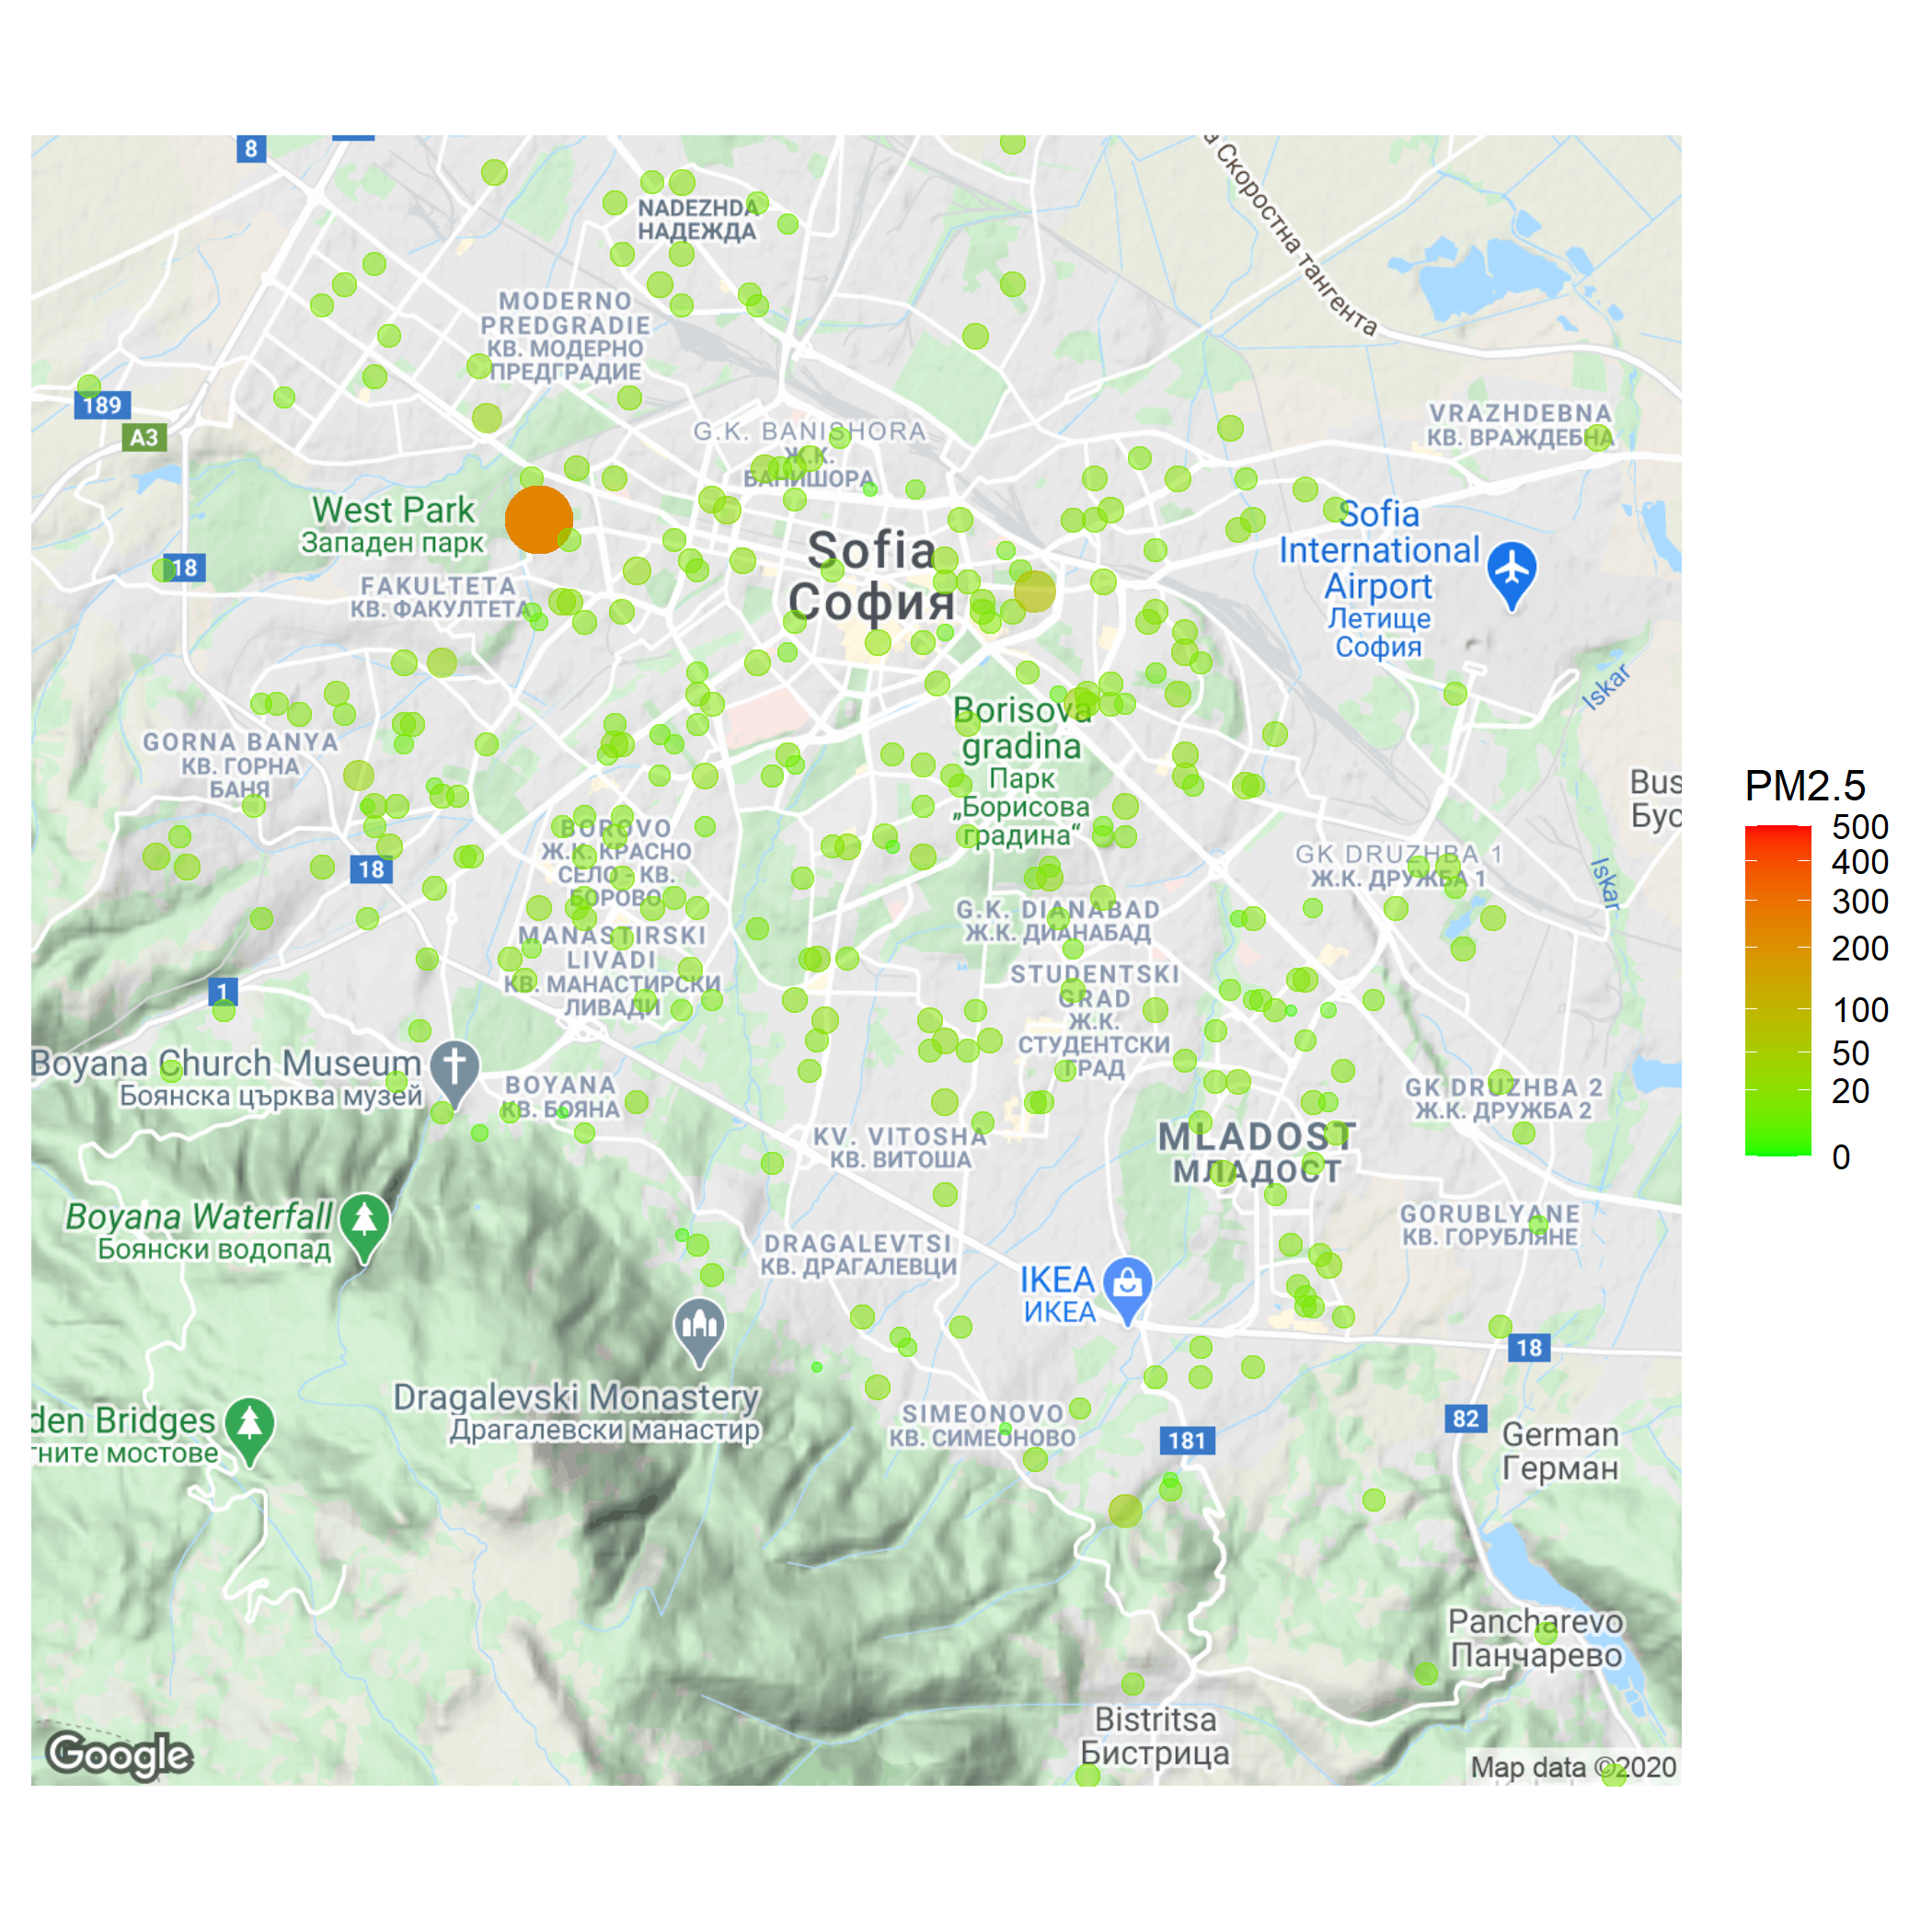 8
а Скоростна тангента
NADEZHDA
НАДЕЖДА
MODERNO
PREDGRADIE
КВ. МОДЕРНО
ПРЕДГРАДИЕ
189
A3
G.K. BANISHORA
Ж.К.
БАНИШОРА
VRAZHDEBNA
КВ. ВРАЖДЕБНА
West Park
Западен парк
18
FAKULTETA
КВ. ФАКУЛТЕТА
Sofia
София
Sofia
International
Airport
Летище
София
Iskar
Borisova
gradina
Парк
„Борисова
градина“
GORNA BANYA
КВ. ГОРНА
БАНЯ
Bus
Бус
PM2.5
500
400
300
200
100
50
20
0
BOROVO
Ж.К. КРАСНО
СЕЛО - КВ.
БОРОВО
18
GK DRUZHBA 1
Ж.К. ДРУЖБА 1
Iskar
G.K. DIANABAD
Ж.К. ДИАНАБАД
MANASTIRSKI
LIVADI
КВ. МАНАСТИРСКИ
ЛИВАДИ
STUDENTSKI
GRAD
Ж.К.
СТУДЕНТСКИ
ГРАД
1
Boyana Church Museum
Боянска църква музей
BOYANA
КВ. БОЯНА
GK DRUZHBA 2
Ж.К. ДРУЖБА 2
KV. VITOSHA
КВ. ВИТОША
MLADOST
МЛАДОСТ
Boyana Waterfall
Боянски водопад
GORUBLYANE
КВ. ГОРУБЛЯНЕ
DRAGALEVTSI
КВ. ДРАГАЛЕВЦИ
IKEA
ИКЕА
18
Dragalevski Monastery
Драгалевски манастир
den Bridges
гните мостове
SIMEONOVO
КВ. СИМЕОНОВО
181
82
German
Герман
Pancharevo
Панчарево
Bistritsa
Бистрица
Google
Map data ©2020